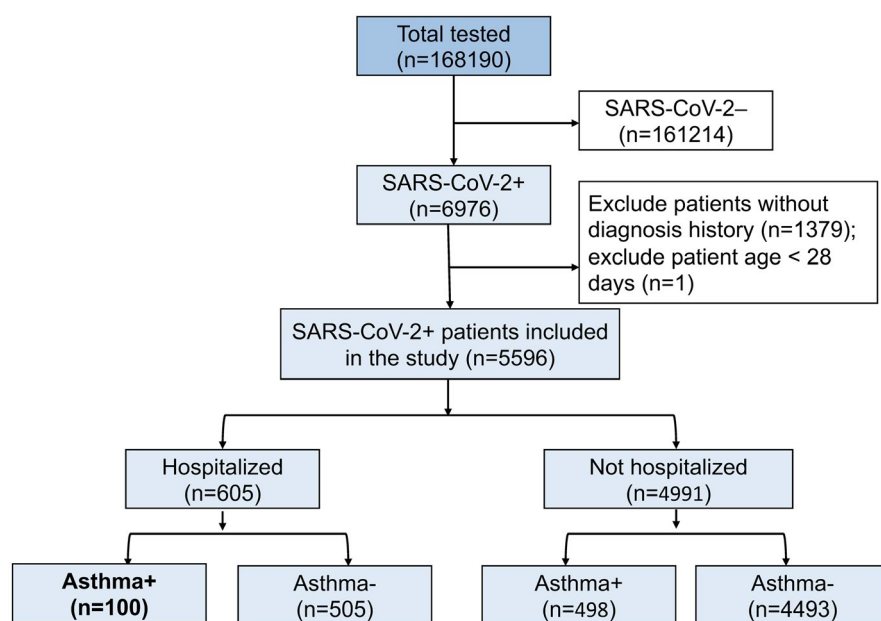 Total tested
(n=168190)
SARS-CoV-2–
(n=161214)
SARS-CoV-2+
(n=6976)
Exclude patients without
diagnosis history (n=1379);
exclude patient age < 28
days (n=1)
SARS-CoV-2+ patients included
in the study (n=5596)
Hospitalized
(n=605)
Not hospitalized
(n=4991)
Asthma+
(n=100)
Asthma-
(n=505)
Asthma+
(n=498)
Asthma-
(n=4493)